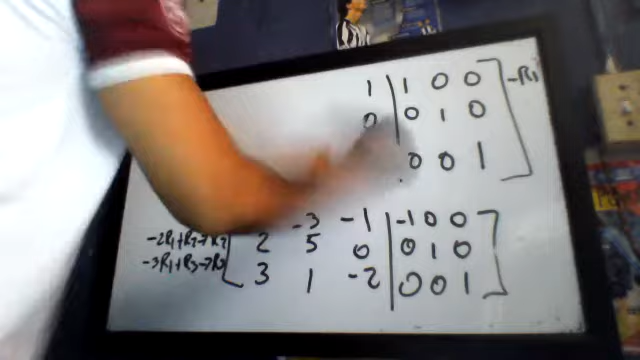 1 | 1 0 0 ] -R₁
0 | 0 1 0
0 0 1
-3 -1 | -1 0 0 ]
-2R₁+R₂→R₂ [ 2 5 0 | 0 1 0
-3R₁+R₃→R₃ 3 1 -2 | 0 0 1